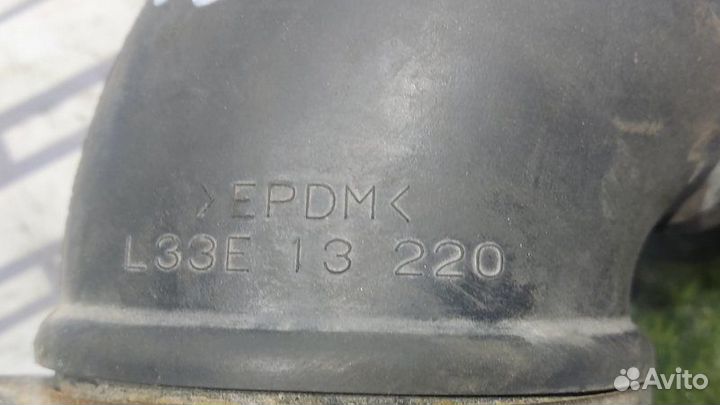 >EPDM<
L33E 13 220
Avito